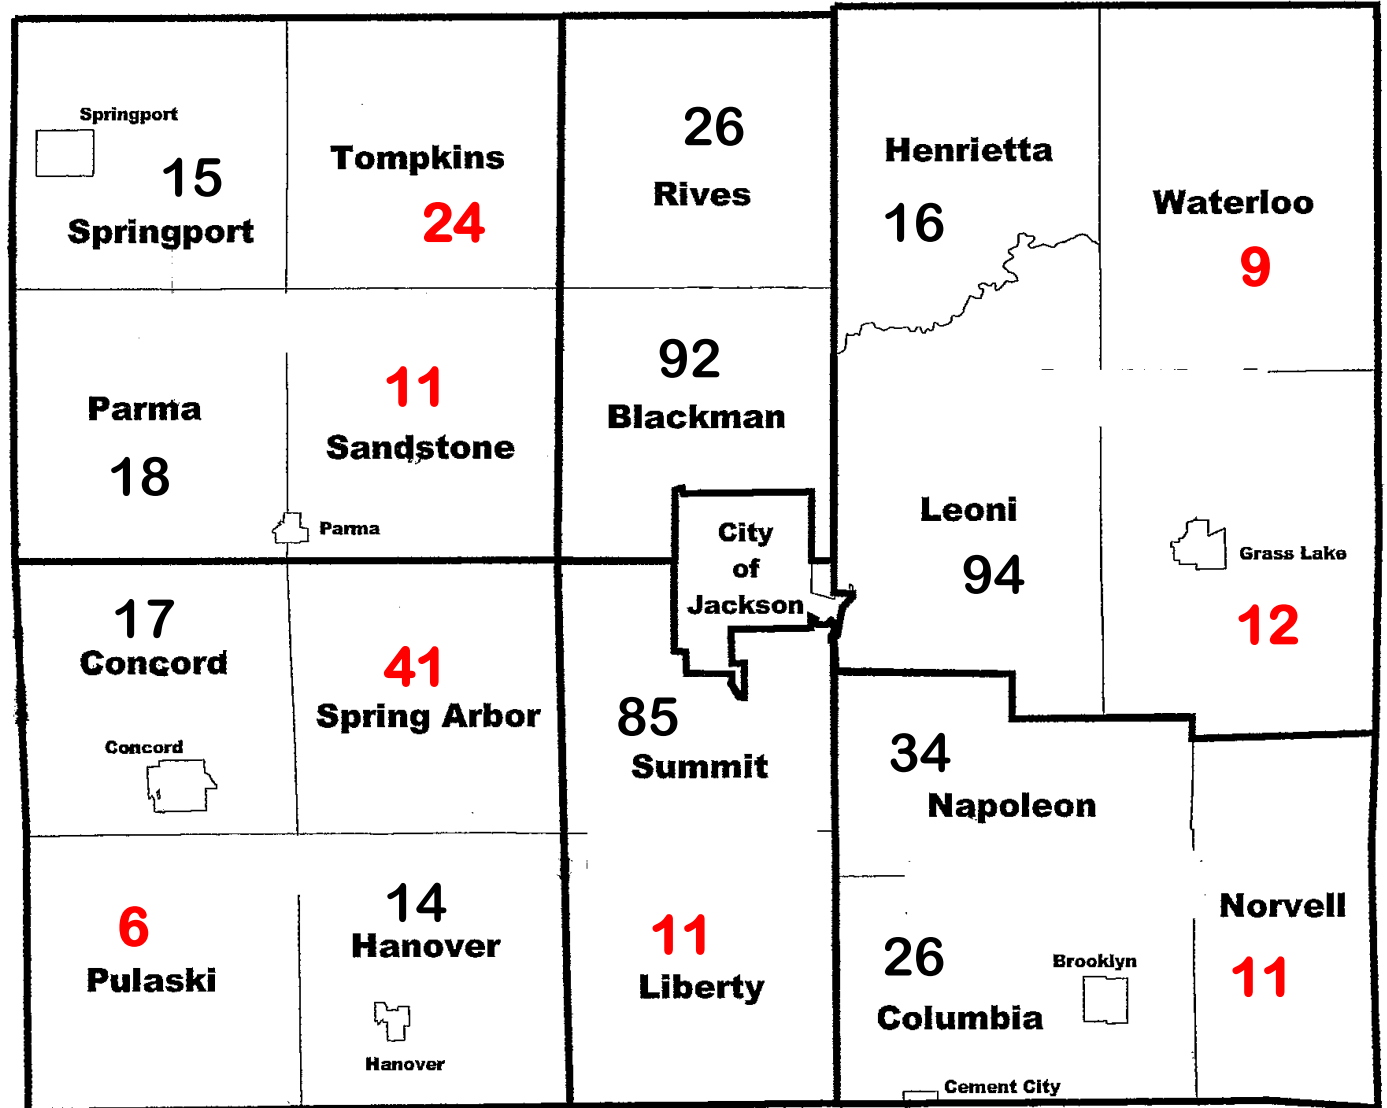 Springport
15
Springport
Tompkins
24
26
Rives
Henrietta
16
Waterloo
9
Parma
18
11
Sandstone
Parma
92
Blackman
City
of
Jackson
Leoni
94
Grass Lake
12
17
Concord
Concord
41
Spring Arbor
85
Summit
34
Napoleon
6
Pulaski
14
Hanover
Hanover
11
Liberty
26
Columbia
Brooklyn
Cement City
Norvell
11